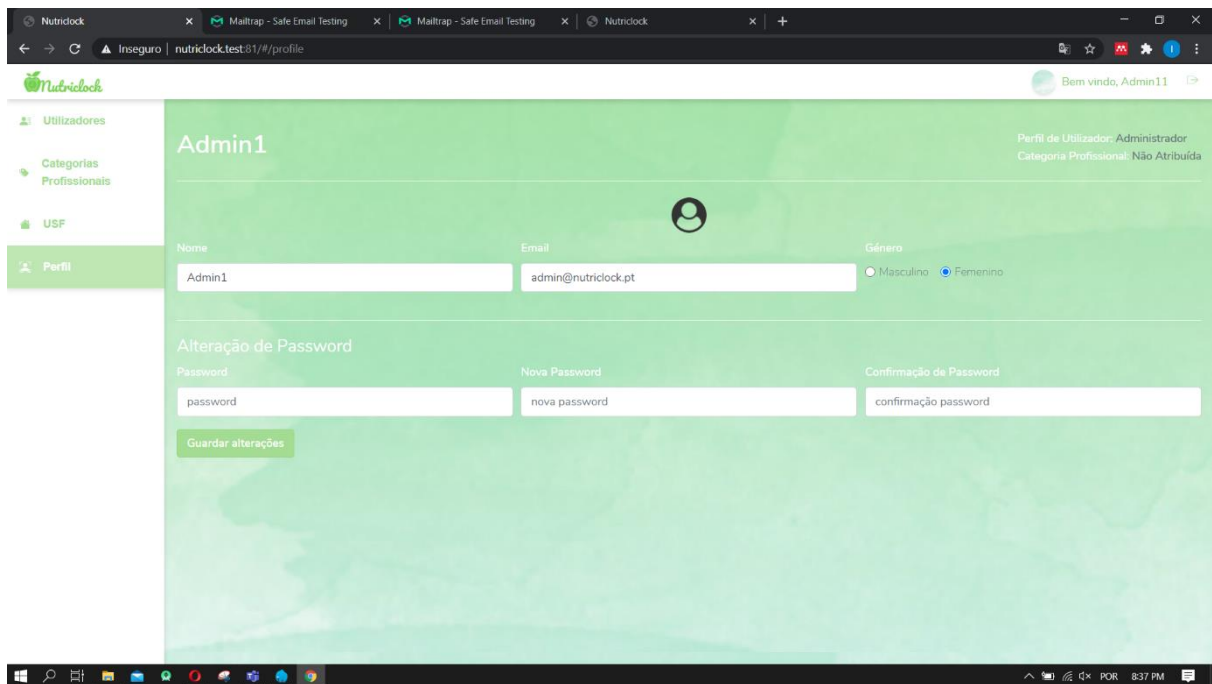 Nutriclock
Mailtrap - Safe Email Testing
Mailtrap - Safe Email Testing
Nutriclock
Inseguro | nutriclock.test:81/#/profile
Nutriclock
Bem vindo, Admin11
Utilizadores
Categorias
Profissionais
USF
Perfil
Admin1
Perfil de Utilizador: Administrador
Categoria Profissional: Não Atribuída
Nome
Email
Género
Admin1
admin@nutriclock.pt
Masculino
Femenino
Alteração de Password
Password
Nova Password
Confirmação de Password
password
nova password
confirmação password
Guardar alterações
POR
8:37 PM